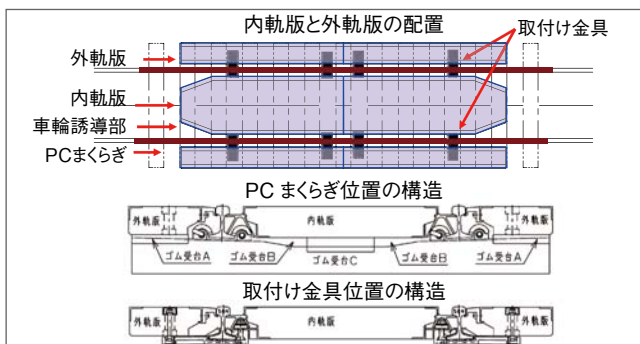 内軌版と外軌版の配置
取付け金具
外軌版
内軌版
車輪誘導部
PCまくらぎ
PC まくらぎ位置の構造
外軌版
内軌版
外軌版
ゴム受台A
ゴム受台B
ゴム受台C
ゴム受台B
ゴム受台A
取付け金具位置の構造
外軌版
内軌版
外軌版